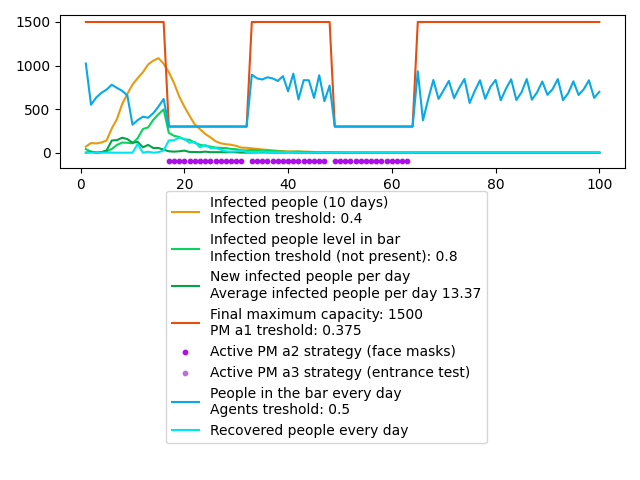 1500
1000
500
0
0 20 40 60 80 100
Infected people (10 days)
Infection treshold: 0.4
Infected people level in bar
Infection treshold (not present): 0.8
New infected people per day
Average infected people per day 13.37
Final maximum capacity: 1500
PM a1 treshold: 0.375
Active PM a2 strategy (face masks)
Active PM a3 strategy (entrance test)
People in the bar every day
Agents treshold: 0.5
Recovered people every day